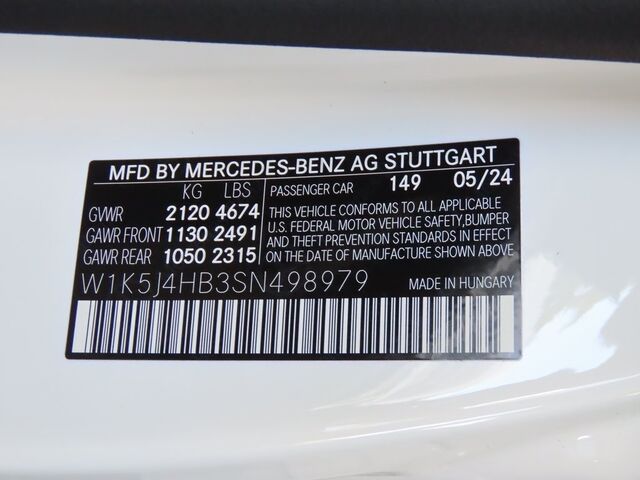 MFD BY MERCEDES-BENZ AG STUTTGART
KG LBS PASSENGER CAR 149 05/24
GVWR 2120 4674
GAWR FRONT 1130 2491
GAWR REAR 1050 2315
THIS VEHICLE CONFORMS TO ALL APPLICABLE
U.S. FEDERAL MOTOR VEHICLE SAFETY,BUMPER
AND THEFT PREVENTION STANDARDS IN EFFECT
ON THE DATE OF MANUFACTURE SHOWN ABOVE.
W1K5J4HB3SN498979 MADE IN HUNGARY